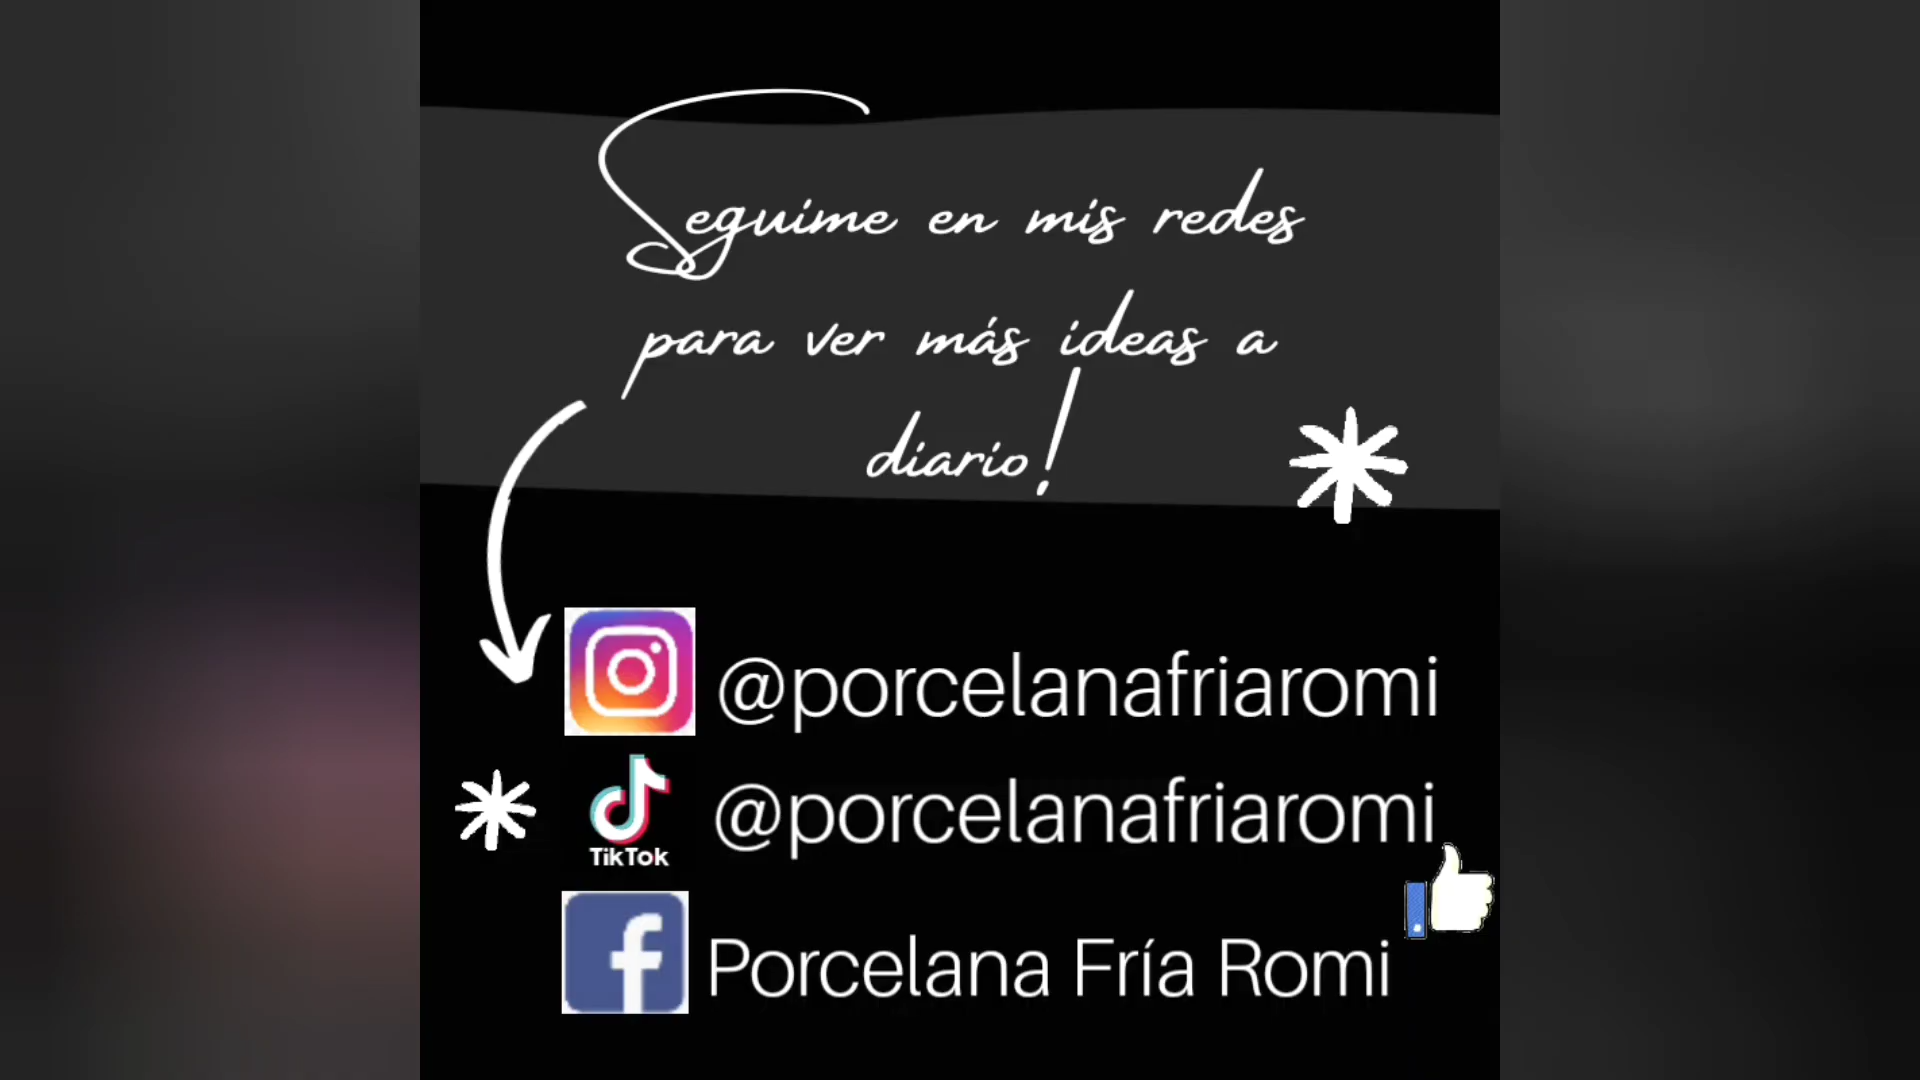 Seguime en mis redes
para ver más ideas a
diario!
@porcelanafriaromi
TikTok
@porcelanafriaromi
Porcelana Fría Romi